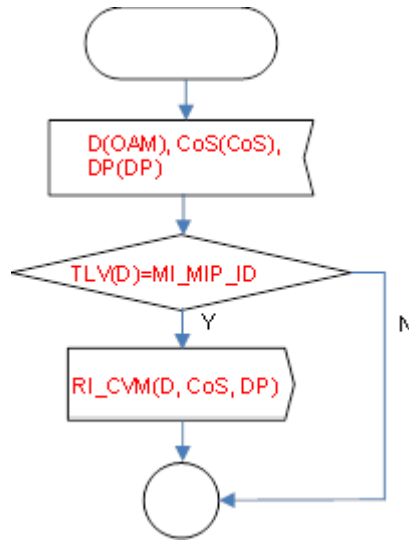 D(OAM), CoS(CoS),
DP(DP)
TLV(D)=MI_MIP_ID
Y
N
RI_CVM(D, CoS, DP)